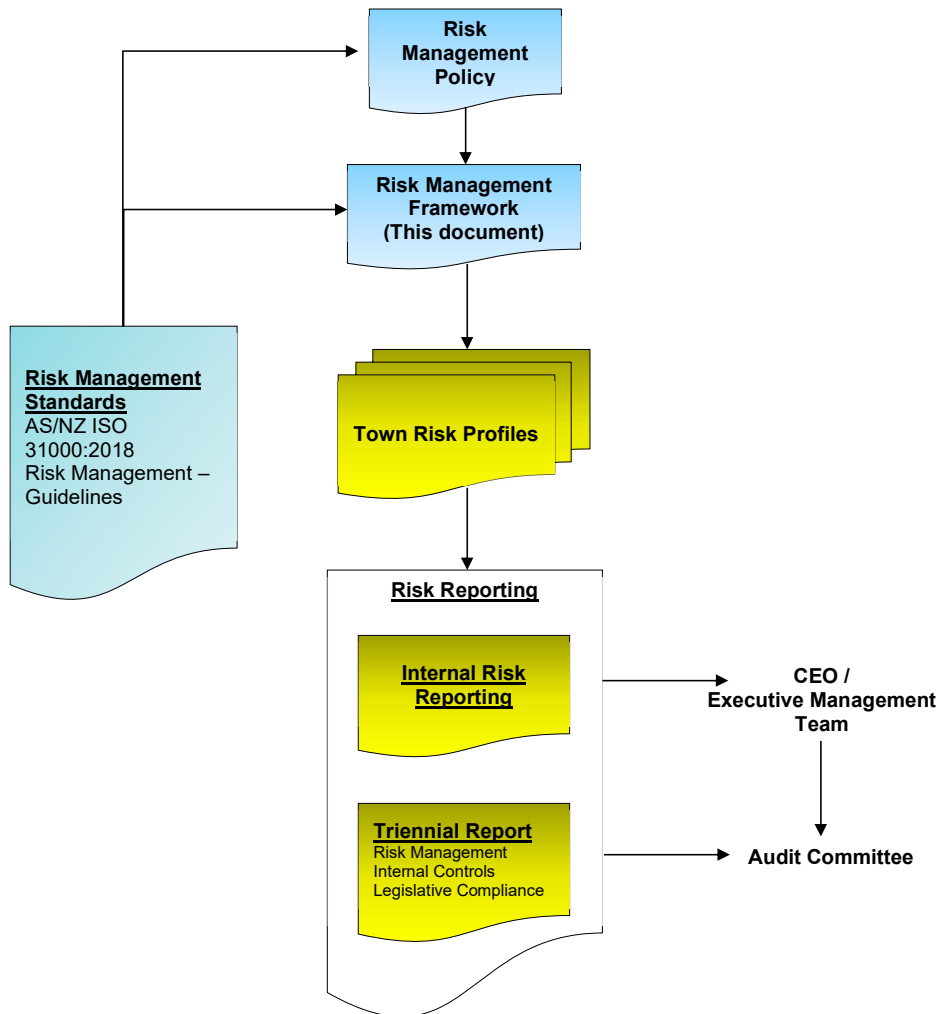 Risk
Management
Policy
Risk Management
Framework
(This document)
Risk Management
Standards
AS/NZ ISO
31000:2018
Risk Management –
Guidelines
Town Risk Profiles
Risk Reporting
Internal Risk
Reporting
CEO /
Executive Management
Team
Triennial Report
Risk Management
Internal Controls
Legislative Compliance
Audit Committee